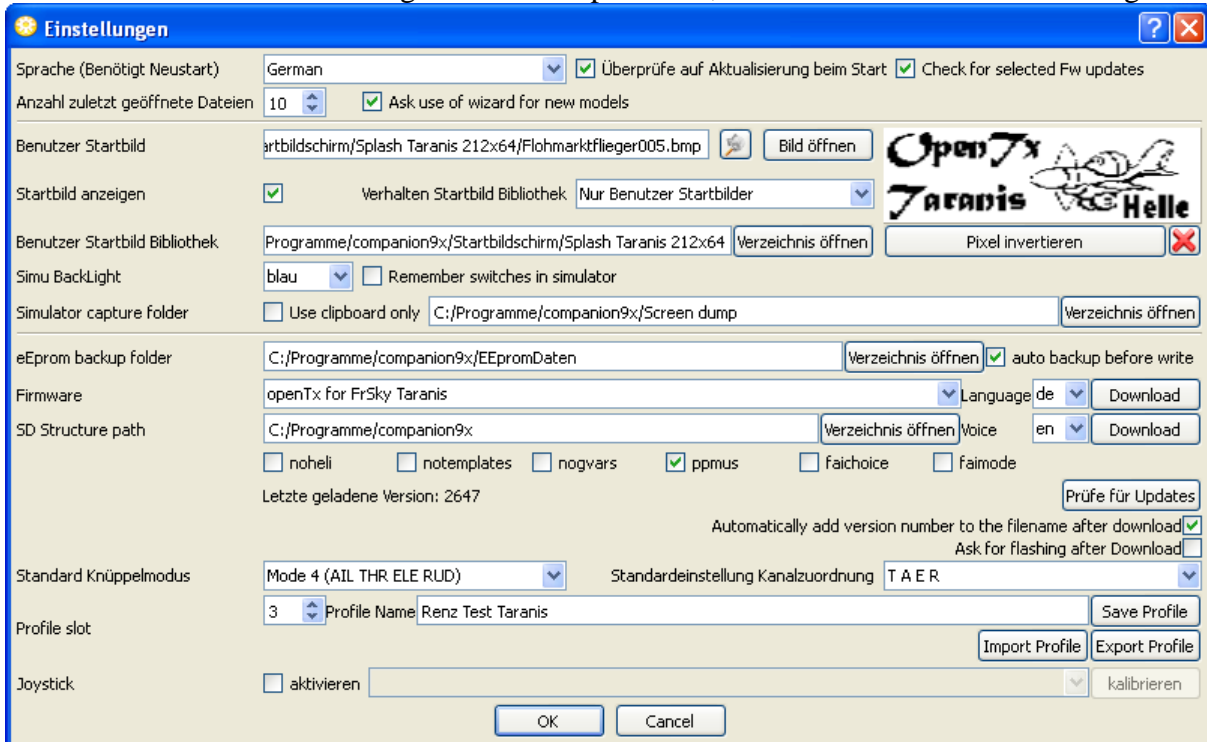 Einstellungen
Sprache (Benötigt Neustart) German Überprüfe auf Aktualisierung beim Start Check for selected Fw updates
Anzahl zuletzt geöffnete Dateien 10 Ask use of wizard for new models
Benutzer Startbild artbildschirm/Splash Taranis 212x64/Flohmarktflieger005.bmp Bild öffnen
OpenTx
Startbild anzeigen Verhalten Startbild Bibliothek Nur Benutzer Startbilder
Taranis Helle
Benutzer Startbild Bibliothek Programme/companion9x/Startbildschirm/Splash Taranis 212x64 Verzeichnis öffnen Pixel invertieren
Simu BackLight blau Remember switches in simulator
Simulator capture folder Use clipboard only C:/Programme/companion9x/Screen dump Verzeichnis öffnen
eEprom backup folder C:/Programme/companion9x/EEpromDaten Verzeichnis öffnen auto backup before write
Firmware openTx for FrSky Taranis Language de Download
SD Structure path C:/Programme/companion9x Verzeichnis öffnen Voice en Download
noheli notemplates nogvars ppmus faichoice faimode
Letzte geladene Version: 2647 Prüfe für Updates
Automatically add version number to the filename after download
Ask for flashing after Download
Standard Knüppelmodus Mode 4 (AIL THR ELE RUD) Standardeinstellung Kanalzuordnung T A E R
Profile slot 3 Profile Name Renz Test Taranis Save Profile
Import Profile Export Profile
Joystick aktivieren kalibrieren
OK Cancel